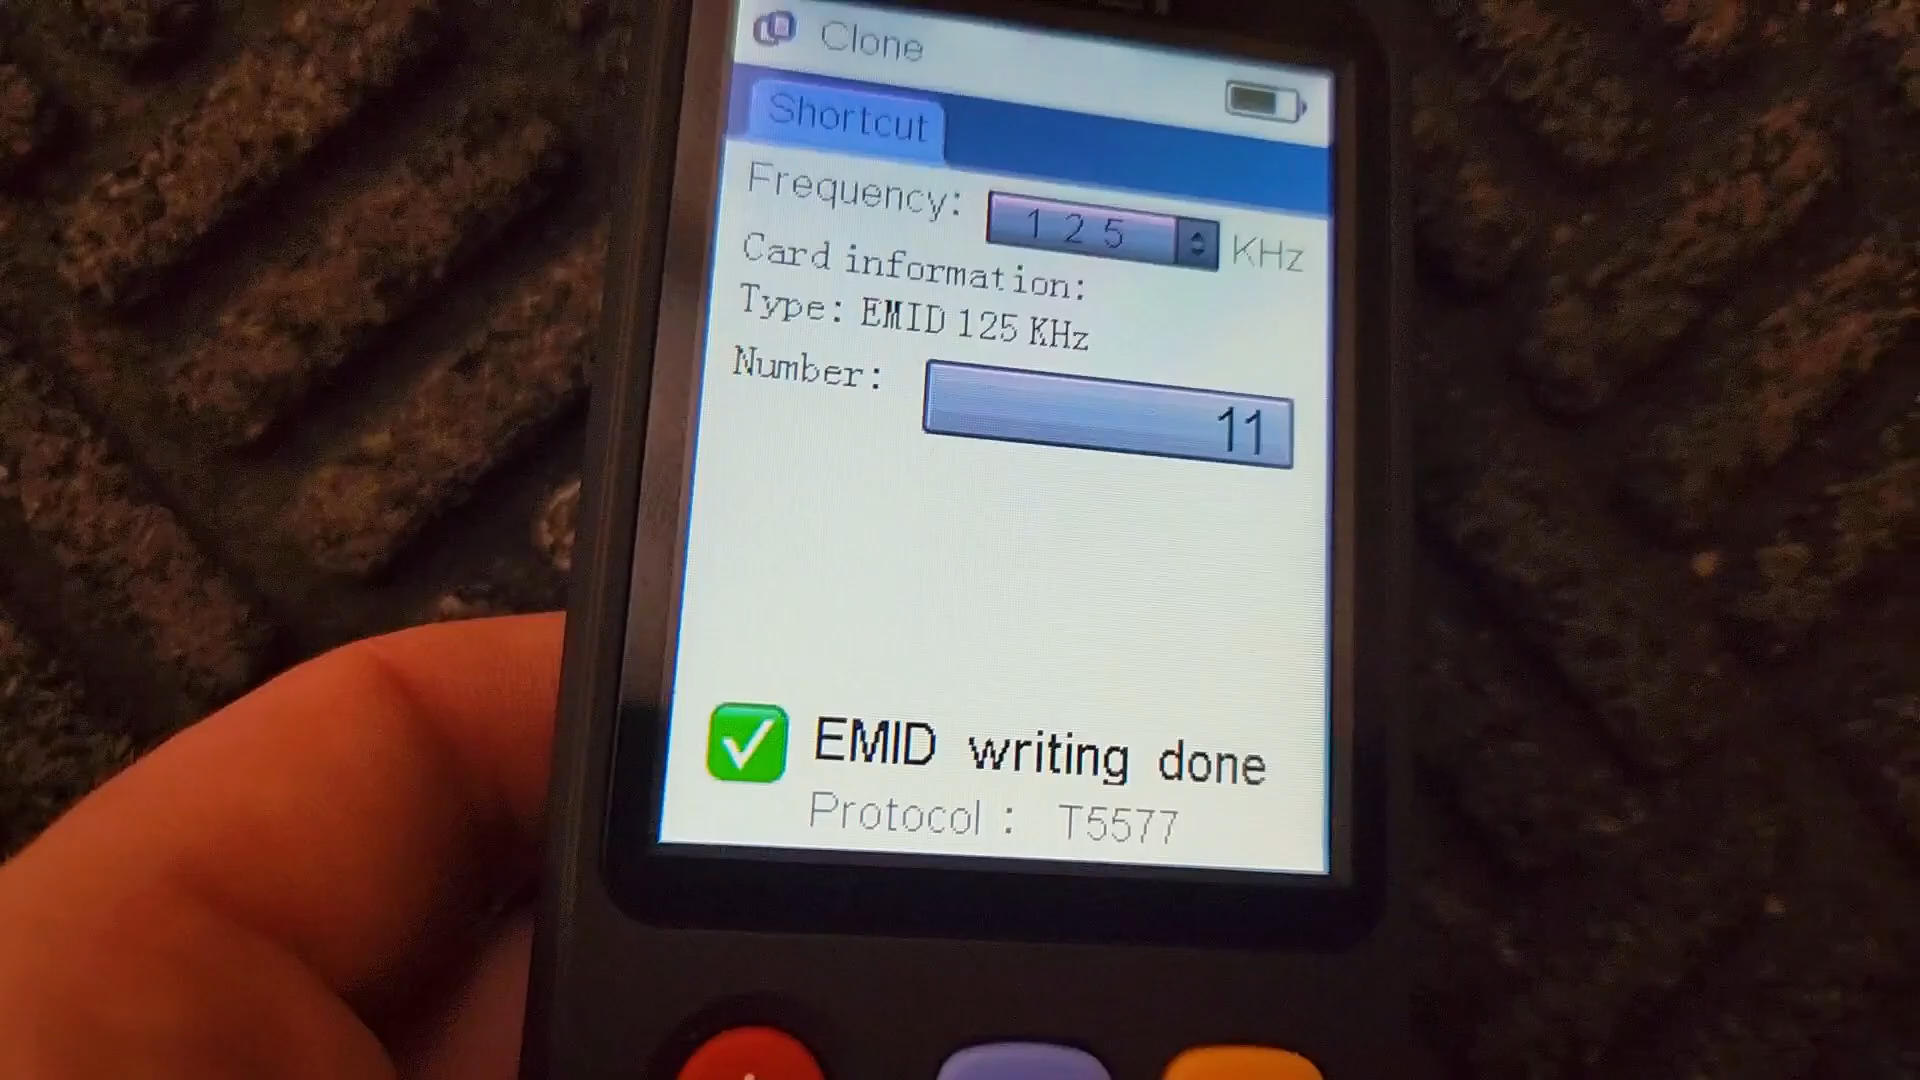 Clone
Shortcut
Frequency: 125 KHz
Card information:
Type: EMID 125 KHz
Number: 11
EMID writing done
Protocol : T5577